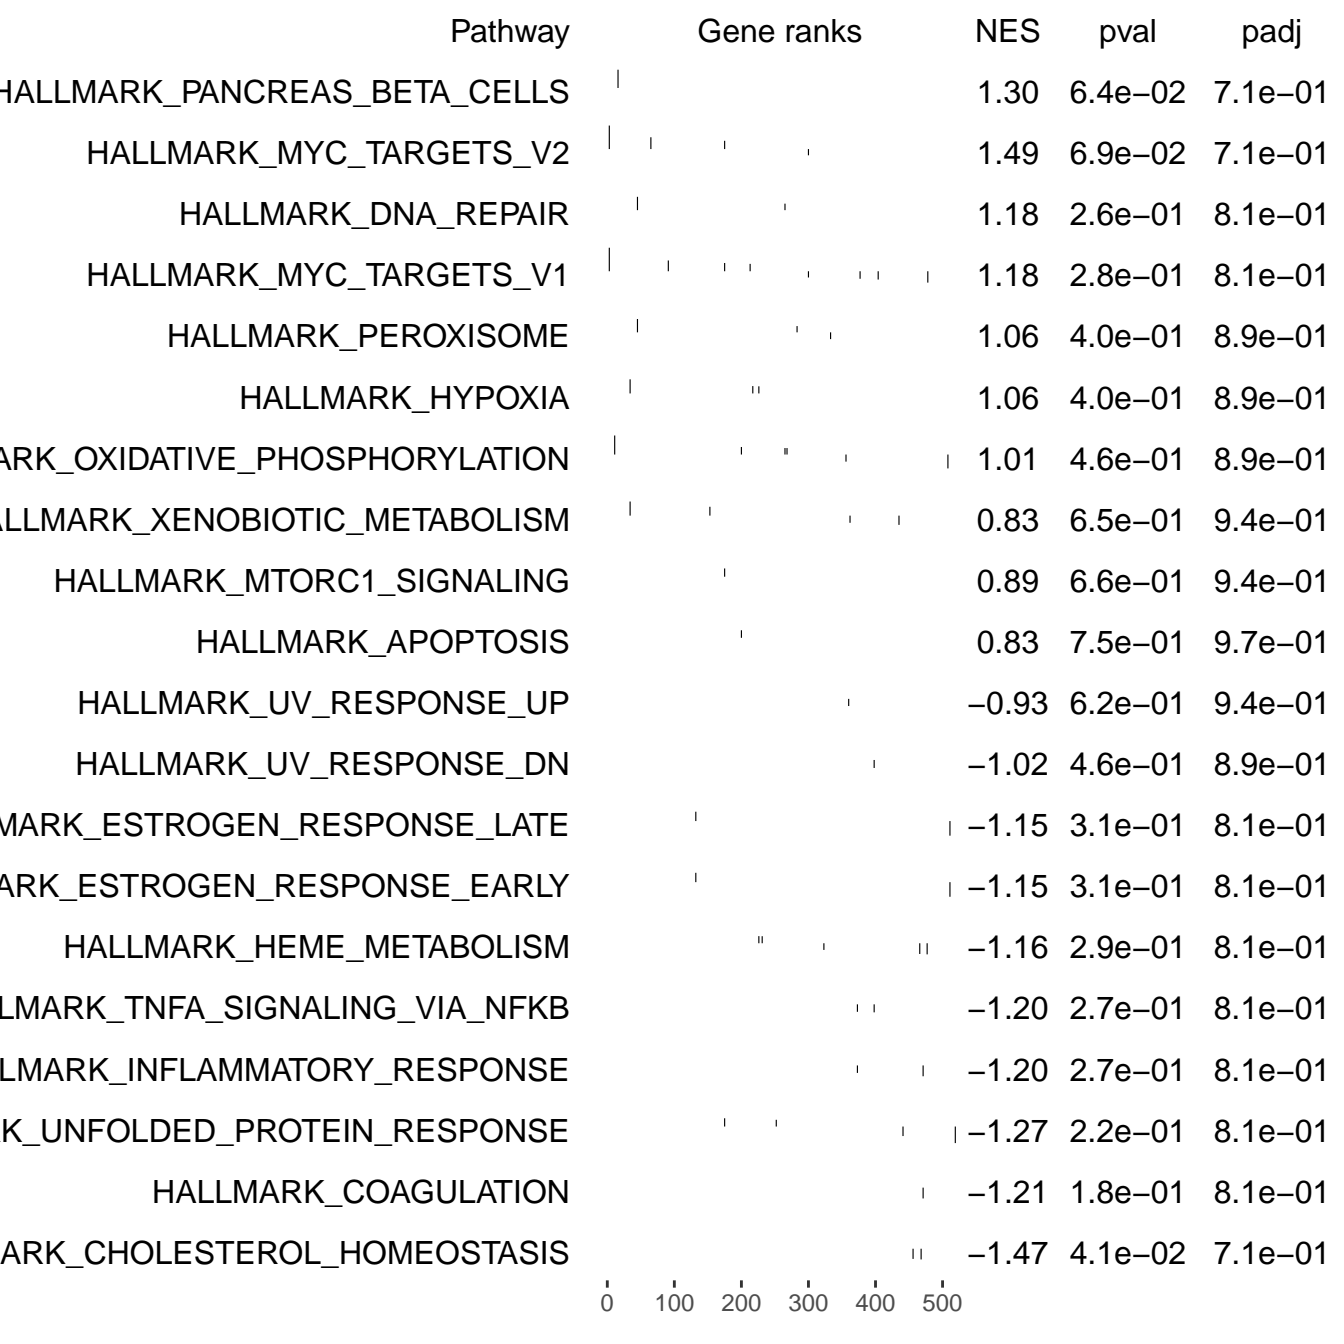 Pathway Gene ranks NES pval padj
HALLMARK_PANCREAS_BETA_CELLS 1.30 6.4e−02 7.1e−01
HALLMARK_MYC_TARGETS_V2 1.49 6.9e−02 7.1e−01
HALLMARK_DNA_REPAIR 1.18 2.6e−01 8.1e−01
HALLMARK_MYC_TARGETS_V1 1.18 2.8e−01 8.1e−01
HALLMARK_PEROXISOME 1.06 4.0e−01 8.9e−01
HALLMARK_HYPOXIA 1.06 4.0e−01 8.9e−01
ARK_OXIDATIVE_PHOSPHORYLATION 1.01 4.6e−01 8.9e−01
ALLMARK_XENOBIOTIC_METABOLISM 0.83 6.5e−01 9.4e−01
HALLMARK_MTORC1_SIGNALING 0.89 6.6e−01 9.4e−01
HALLMARK_APOPTOSIS 0.83 7.5e−01 9.7e−01
HALLMARK_UV_RESPONSE_UP −0.93 6.2e−01 9.4e−01
HALLMARK_UV_RESPONSE_DN −1.02 4.6e−01 8.9e−01
MARK_ESTROGEN_RESPONSE_LATE −1.15 3.1e−01 8.1e−01
ARK_ESTROGEN_RESPONSE_EARLY −1.15 3.1e−01 8.1e−01
HALLMARK_HEME_METABOLISM −1.16 2.9e−01 8.1e−01
LMARK_TNFA_SIGNALING_VIA_NFKB −1.20 2.7e−01 8.1e−01
LMARK_INFLAMMATORY_RESPONSE −1.20 2.7e−01 8.1e−01
K_UNFOLDED_PROTEIN_RESPONSE −1.27 2.2e−01 8.1e−01
HALLMARK_COAGULATION −1.21 1.8e−01 8.1e−01
ARK_CHOLESTEROL_HOMEOSTASIS −1.47 4.1e−02 7.1e−01
0 100 200 300 400 500